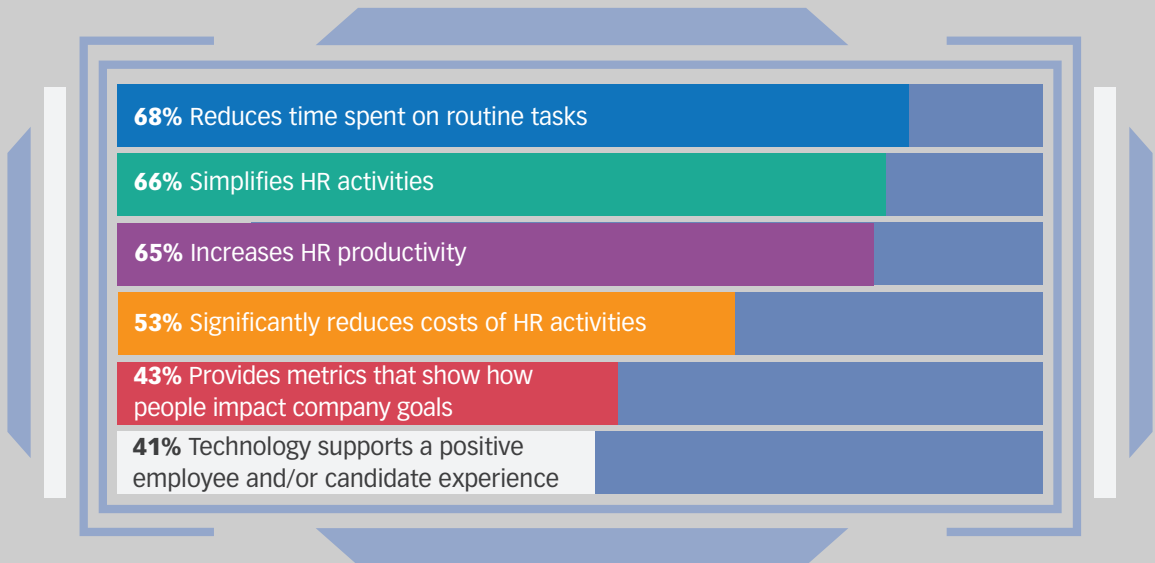 68% Reduces time spent on routine tasks
66% Simplifies HR activities
65% Increases HR productivity
53% Significantly reduces costs of HR activities
43% Provides metrics that show how
people impact company goals
41% Technology supports a positive
employee and/or candidate experience